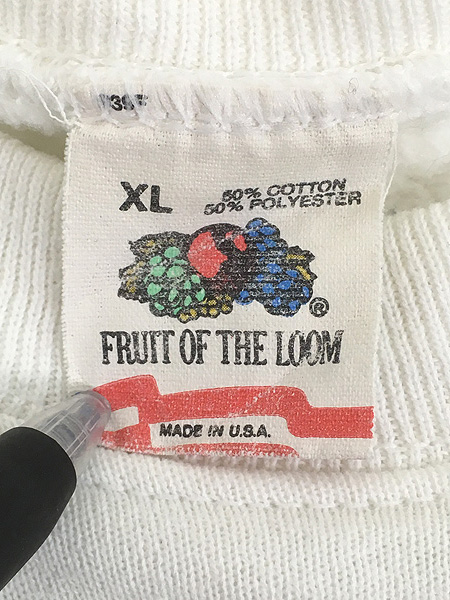 XL
50% COTTON
50% POLYESTER
®
FRUIT OF THE LOOM
MADE IN U.S.A.